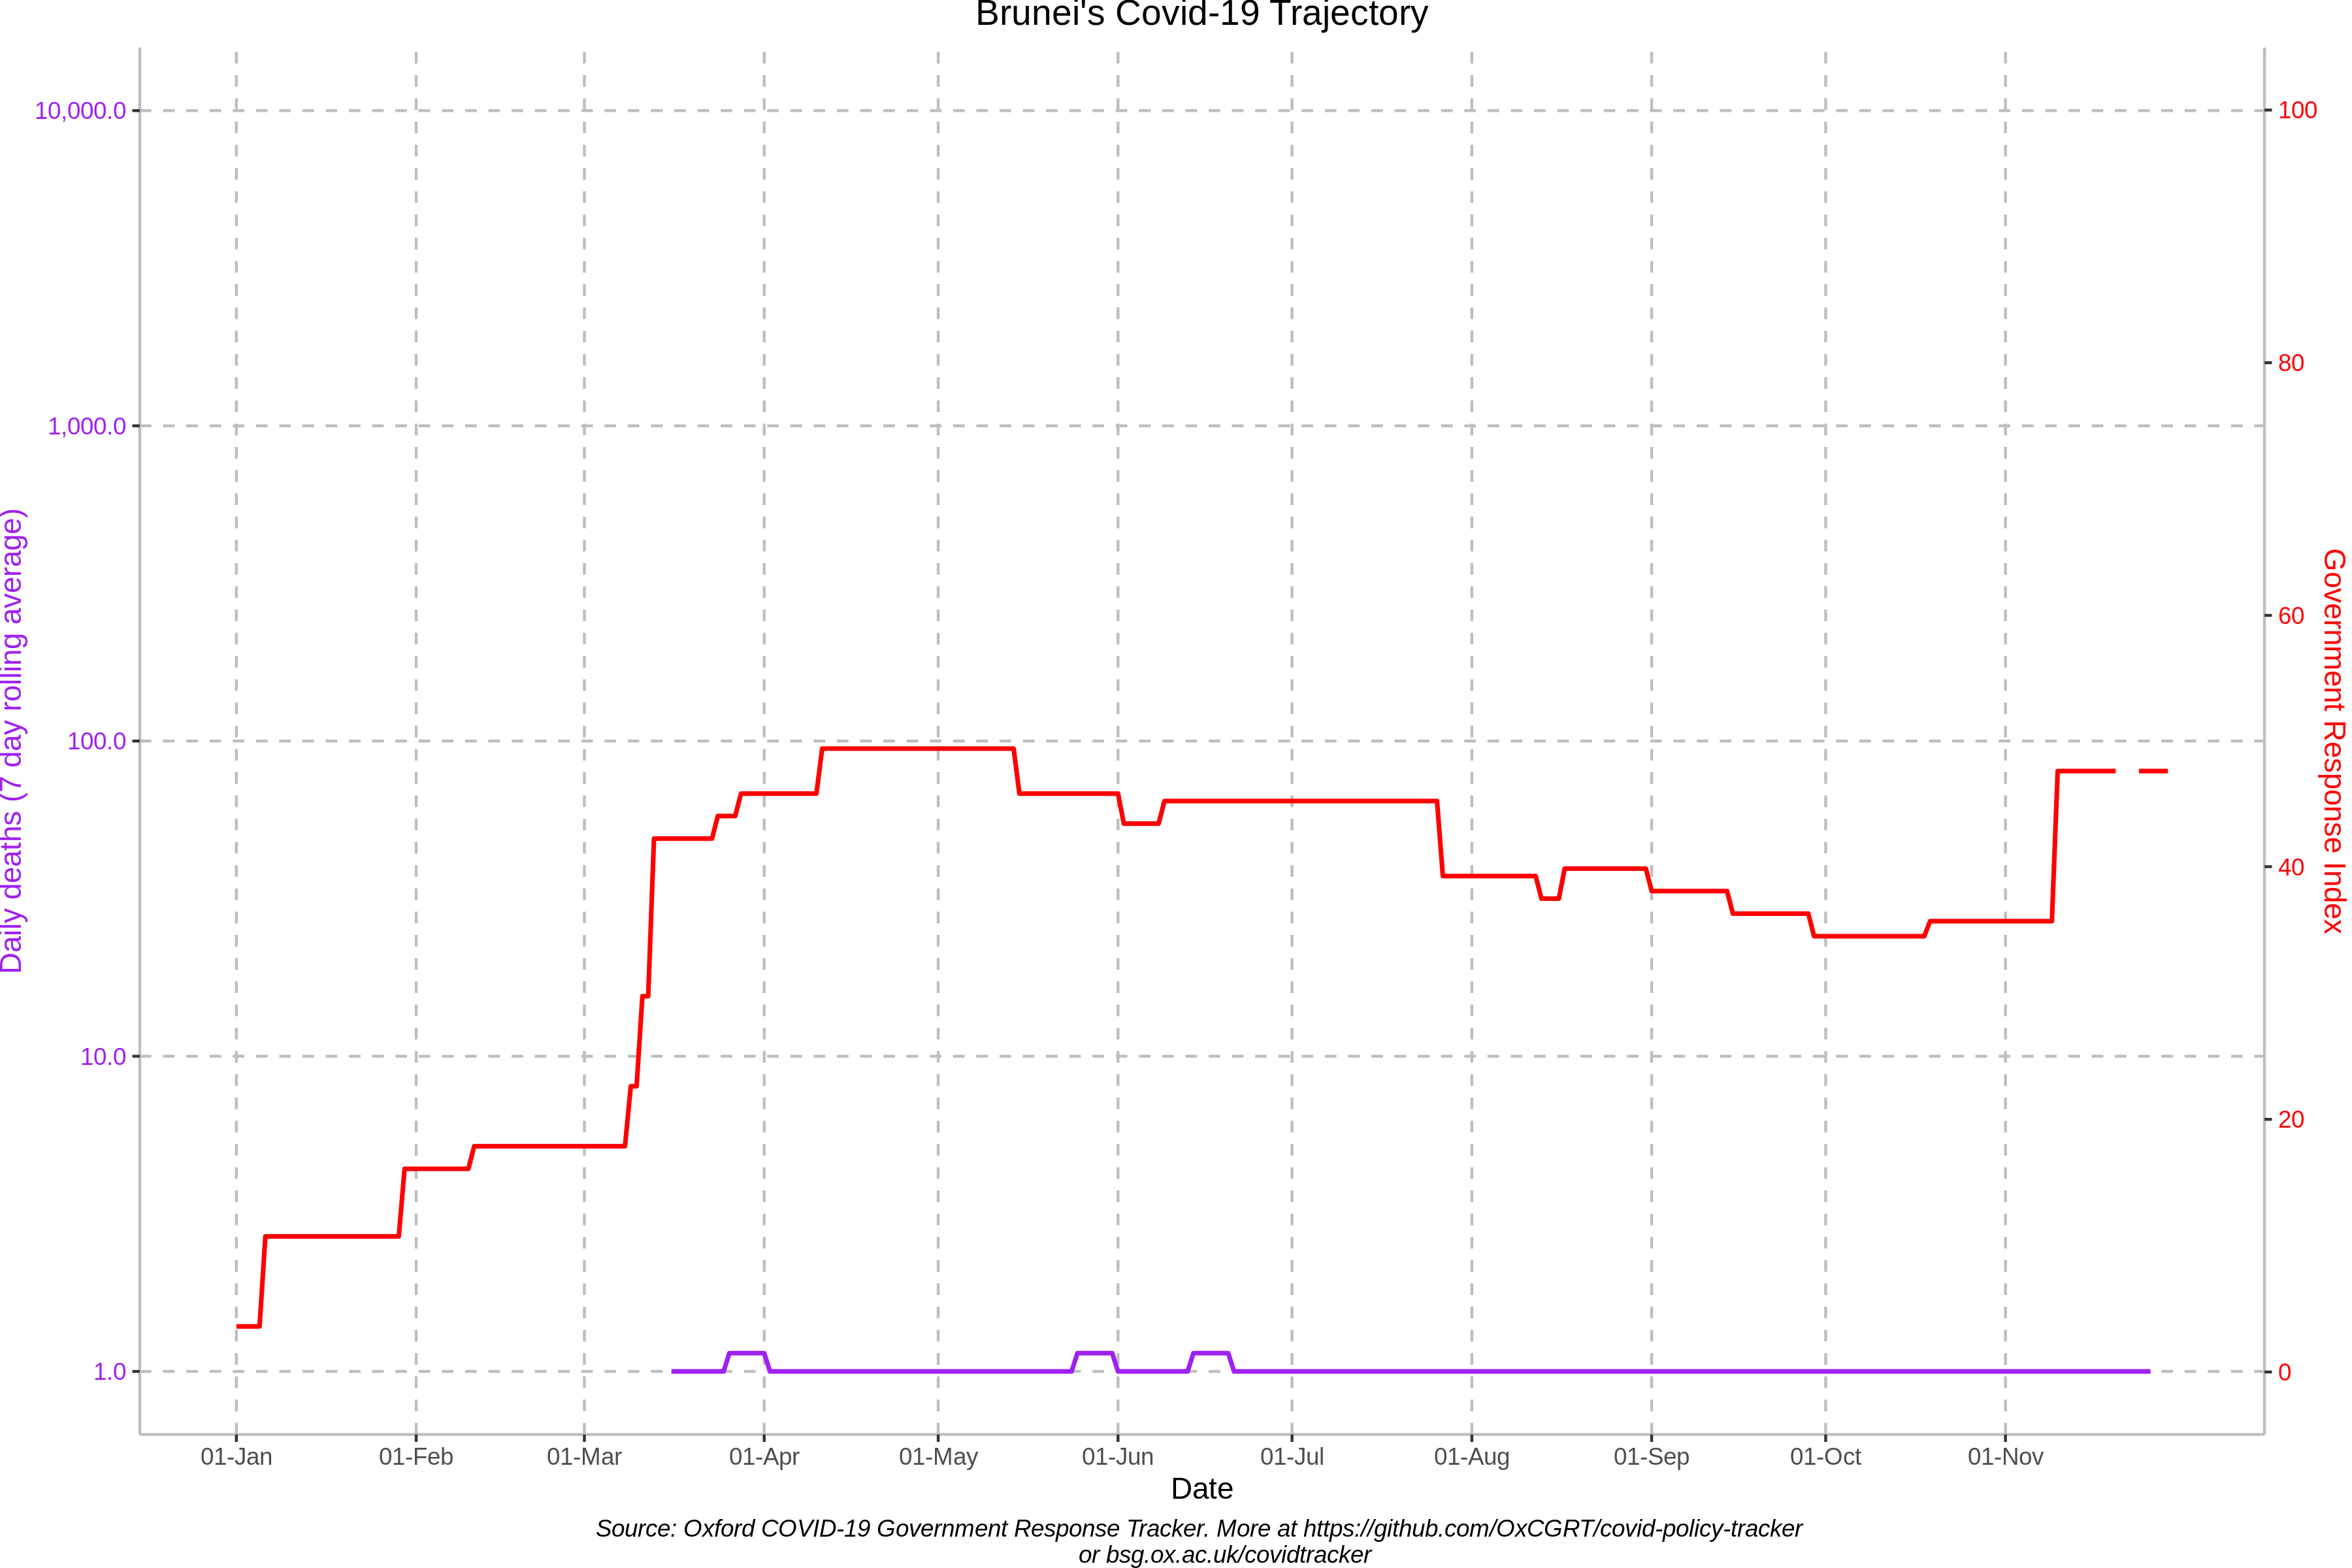 Brunei's Covid-19 Trajectory
10,000.0
1,000.0
100.0
10.0
1.0
Daily deaths (7 day rolling average)
100
80
60
40
20
0
Government Response Index
01-Jan 01-Feb 01-Mar 01-Apr 01-May 01-Jun 01-Jul 01-Aug 01-Sep 01-Oct 01-Nov
Date
Source: Oxford COVID-19 Government Response Tracker. More at https://github.com/OxCGRT/covid-policy-tracker
or bsg.ox.ac.uk/covidtracker